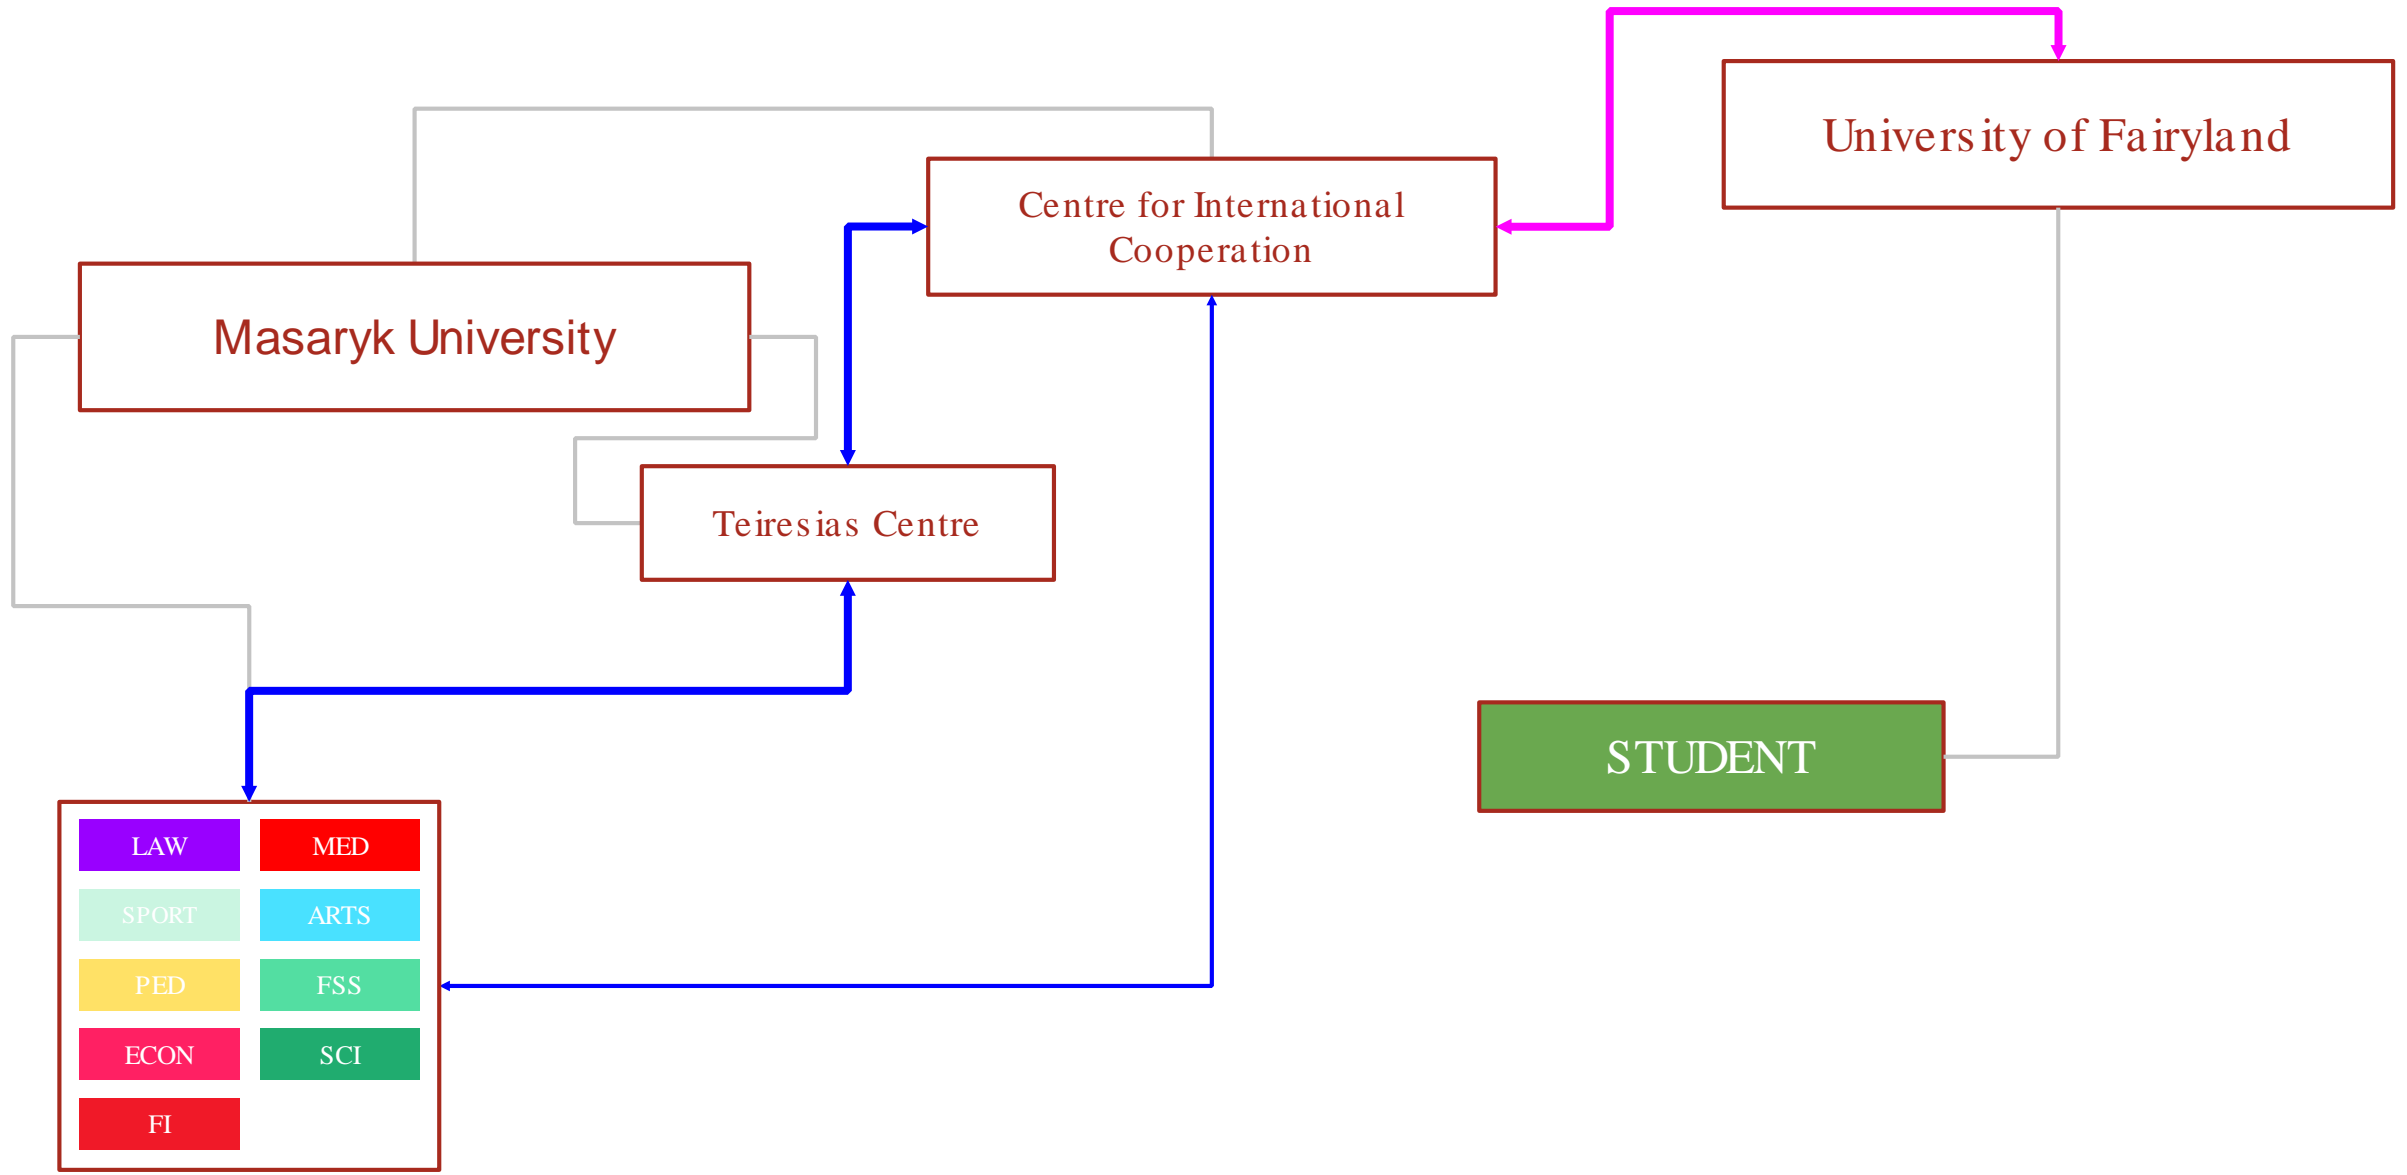 University of Fairyland
Centre for International
Cooperation
Masaryk University
Teiresias Centre
STUDENT
LAW
MED
SPORT
ARTS
PED
FSS
ECON
SCI
FI